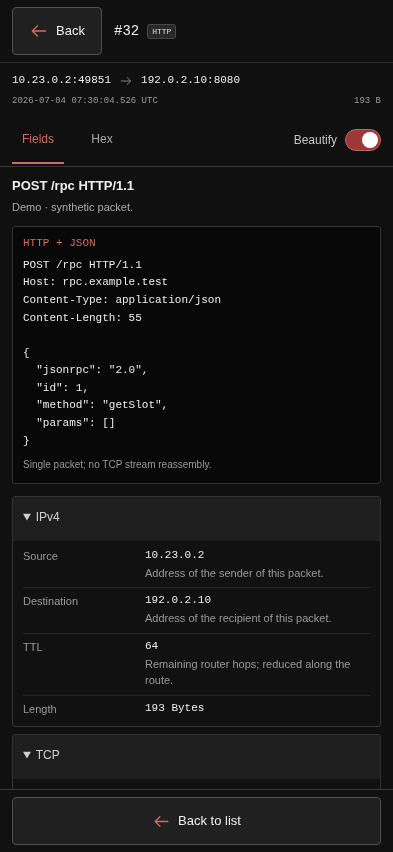 Back #32 HTTP
10.23.0.2:49851 → 192.0.2.10:8080
2026-07-04 07:30:04.526 UTC 193 B
Fields Hex Beautify
POST /rpc HTTP/1.1
Demo · synthetic packet.
HTTP + JSON
POST /rpc HTTP/1.1
Host: rpc.example.test
Content-Type: application/json
Content-Length: 55
{
"jsonrpc": "2.0",
"id": 1,
"method": "getSlot",
"params": []
}
Single packet; no TCP stream reassembly.
IPv4
Source 10.23.0.2
Address of the sender of this packet.
Destination 192.0.2.10
Address of the recipient of this packet.
TTL 64
Remaining router hops; reduced along the
route.
Length 193 Bytes
TCP
Back to list